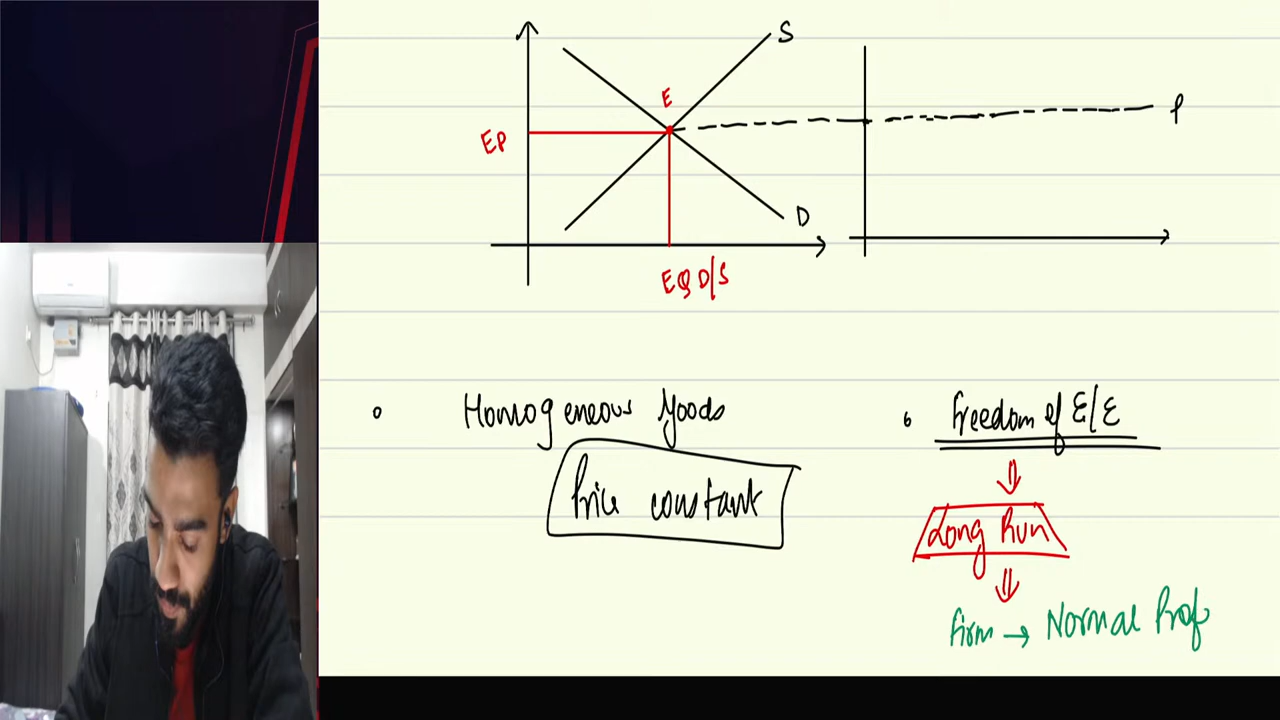 S
E
P
EP
D
EQ D/S
Homogeneous Goods
Freedom of E/E
Price constant
Long Run
Firm → Normal Prof